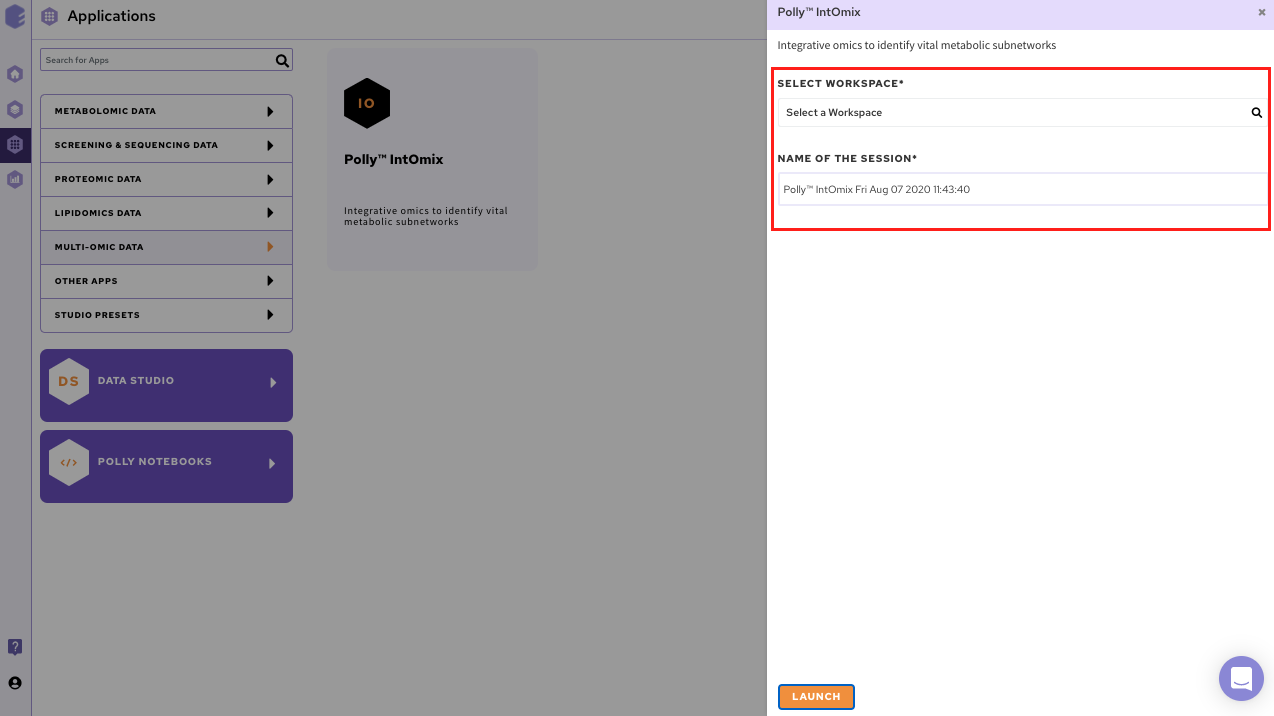 Applications
Search for Apps
METABOLOMIC DATA
SCREENING & SEQUENCING DATA
PROTEOMIC DATA
LIPIDOMICS DATA
MULTI-OMIC DATA
OTHER APPS
STUDIO PRESETS
DS
DATA STUDIO
</>
POLLY NOTEBOOKS
IO
Polly™ IntOmix
Integrative omics to identify vital
metabolic subnetworks
Polly™ IntOmix
×
Integrative omics to identify vital metabolic subnetworks
SELECT WORKSPACE*
Select a Workspace
NAME OF THE SESSION*
Polly™ IntOmix Fri Aug 07 2020 11:43:40
LAUNCH
?